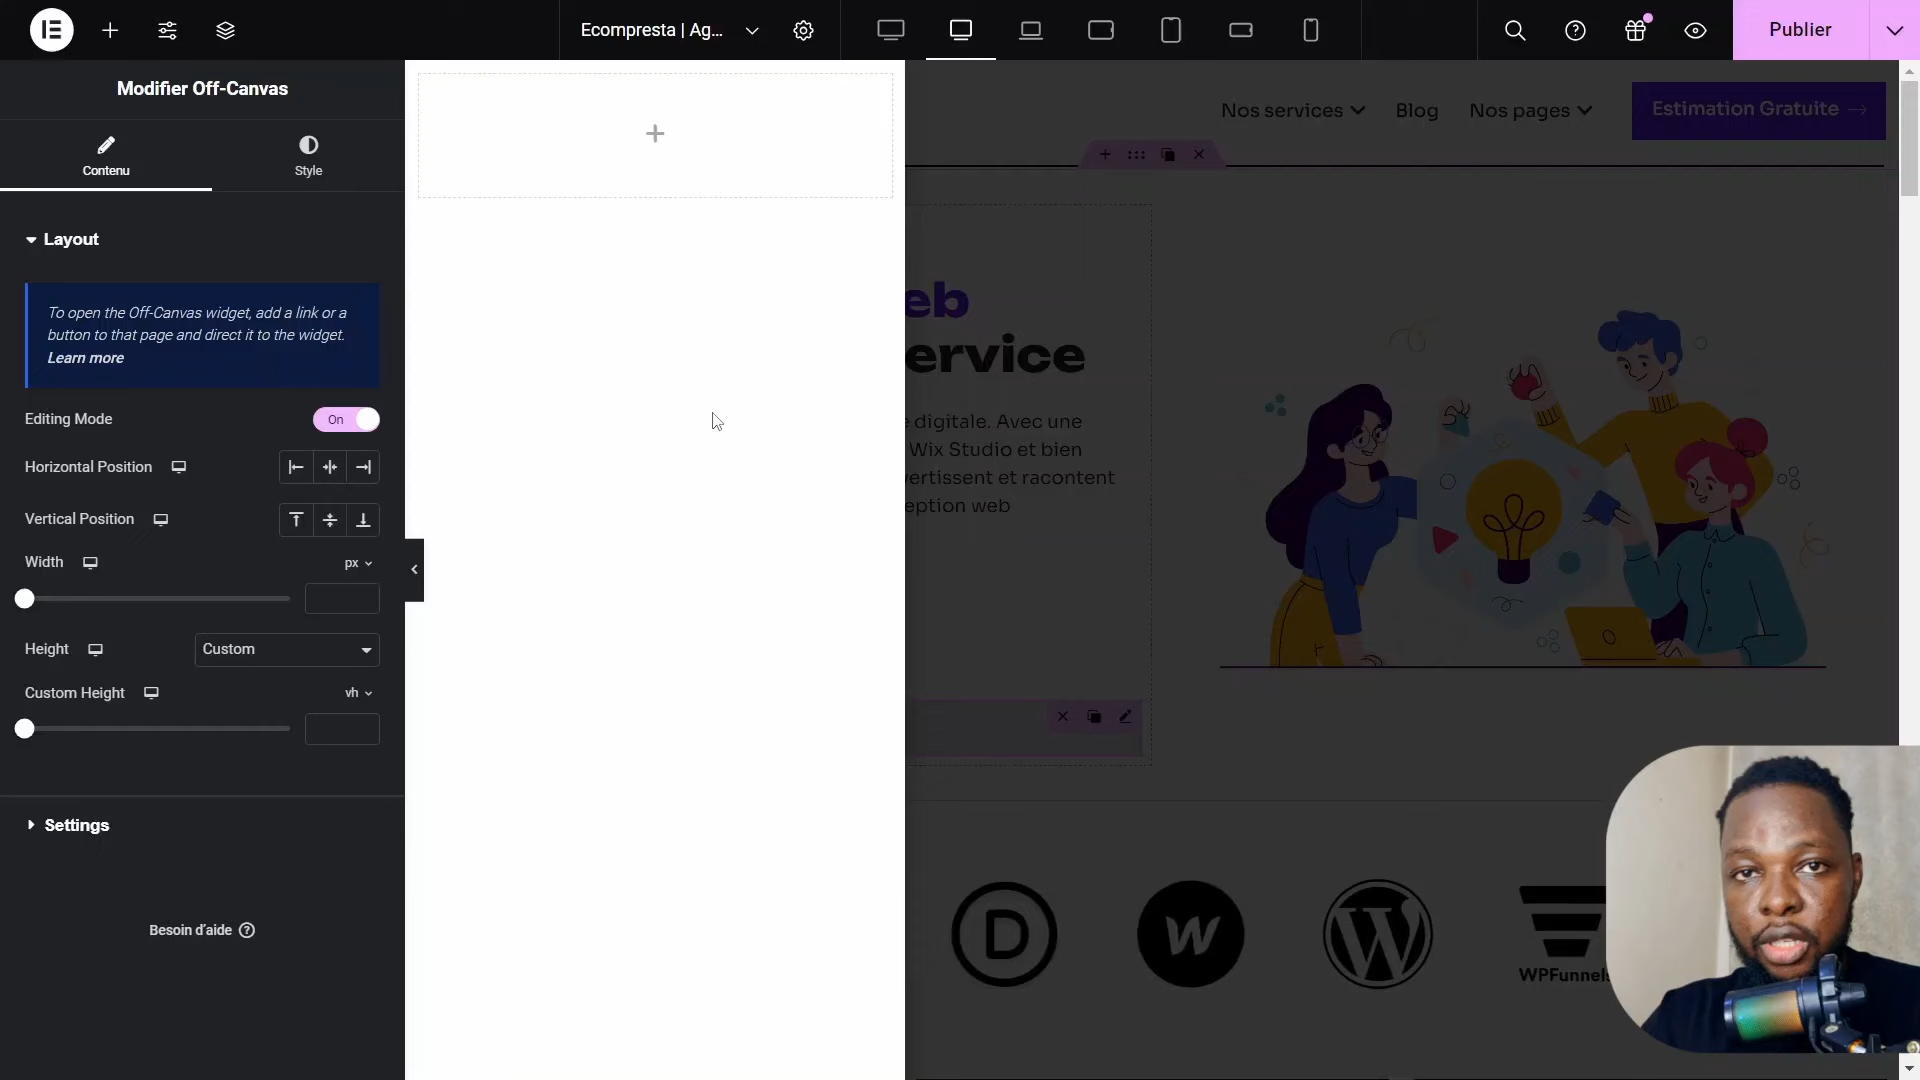 Ecompresta | Ag...
Publier
Modifier Off-Canvas
Contenu
Style
Layout
To open the Off-Canvas widget, add a link or a
button to that page and direct it to the widget.
Learn more
Editing Mode
On
Horizontal Position
Vertical Position
Width
px
Height
Custom
Custom Height
vh
Settings
Besoin d'aide
Nos services
Blog
Nos pages
Estimation Gratuite →
eb
ervice
e digitale. Avec une
Wix Studio et bien
vertissent et racontent
eption web
D
W
W
WPFunnels